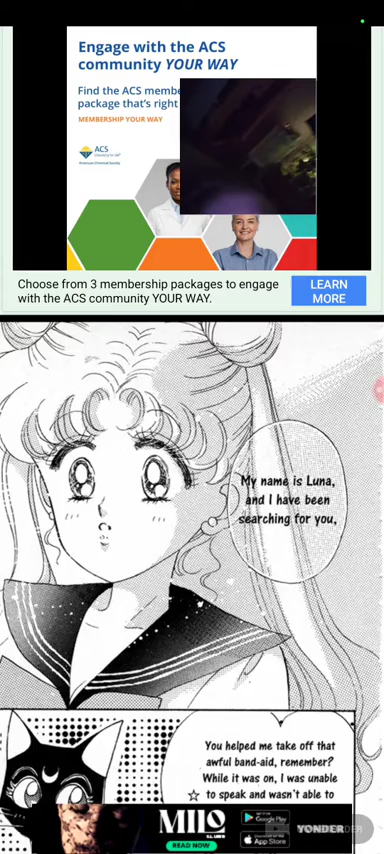 Engage with the ACS
community YOUR WAY
Find the ACS membe
package that's right
MEMBERSHIP YOUR WAY
ACS
American Chemical Society
Choose from 3 membership packages to engage
with the ACS community YOUR WAY.
LEARN
MORE
My name is Luna,
and I have been
searching for you,
You helped me take off that
awful band-aid, remember?
While it was on, I was unable
to speak and wasn't able to
READ NOW
Google Play
App Store
YONDER